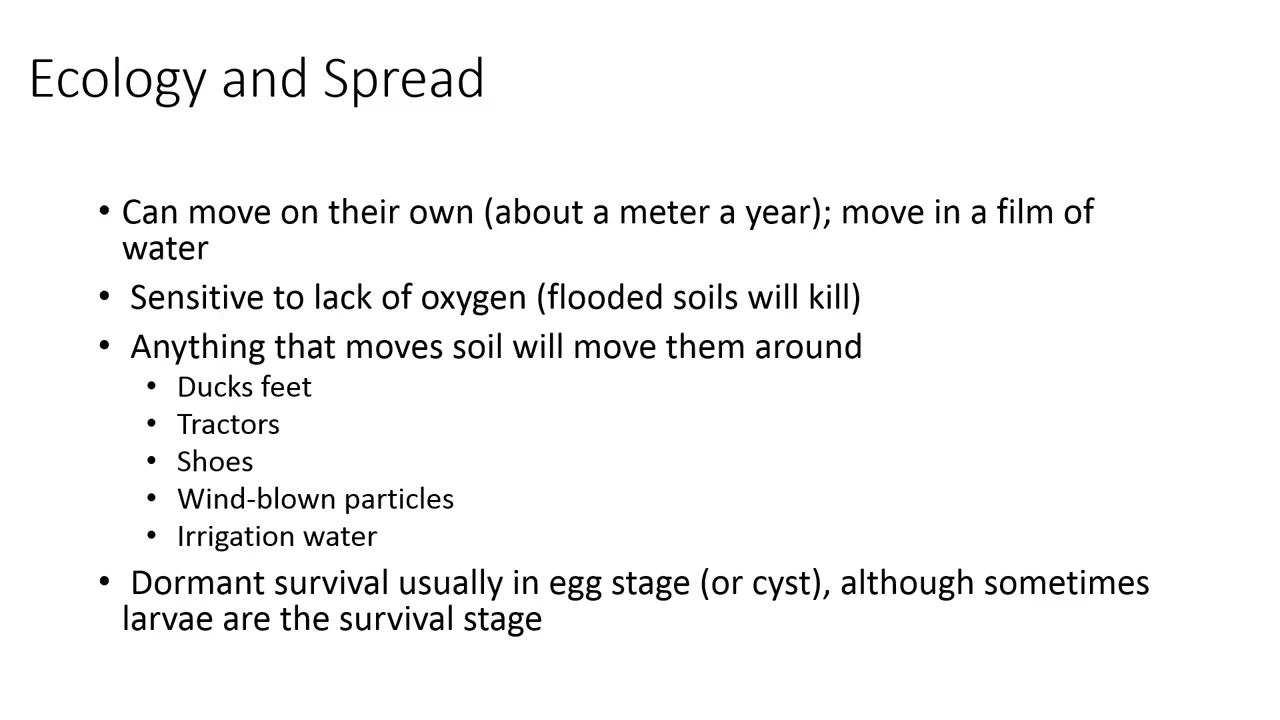 Ecology and Spread
• Can move on their own (about a meter a year); move in a film of
water
• Sensitive to lack of oxygen (flooded soils will kill)
• Anything that moves soil will move them around
• Ducks feet
• Tractors
• Shoes
• Wind-blown particles
• Irrigation water
• Dormant survival usually in egg stage (or cyst), although sometimes
larvae are the survival stage